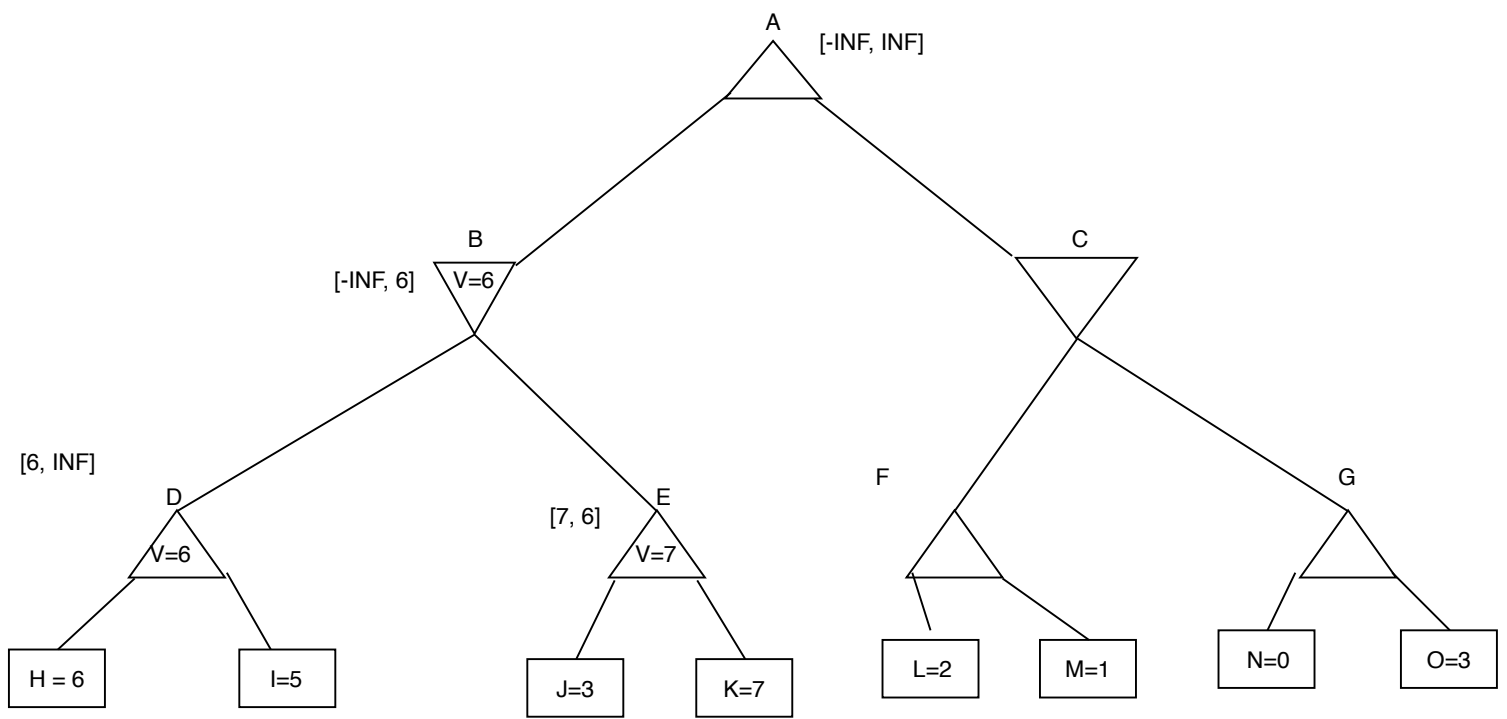 A
[-INF, INF]
B
C
[-INF, 6]
V=6
[6, INF]
D
E
F
G
[7, 6]
V=6
V=7
H = 6
I=5
J=3
K=7
L=2
M=1
N=0
O=3